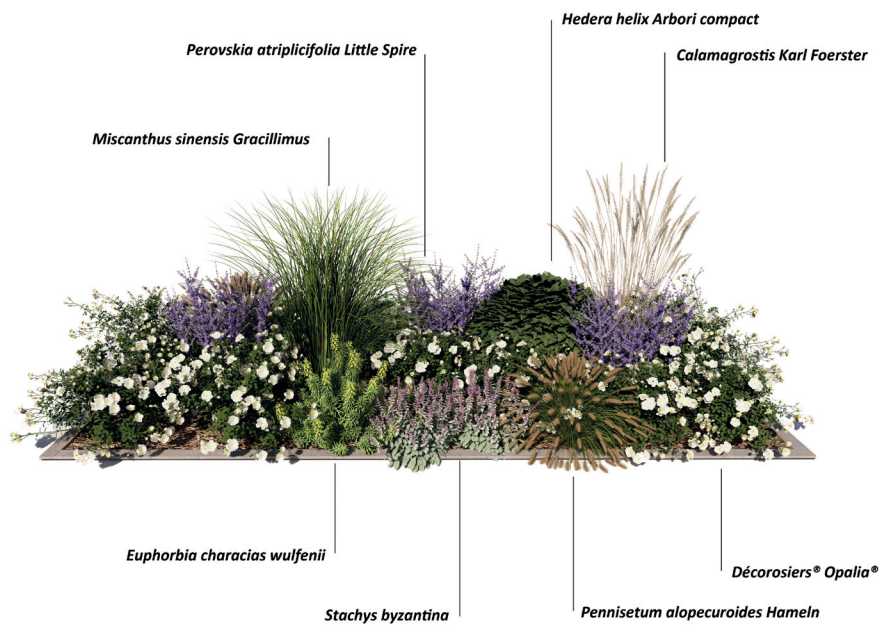 Hedera helix Arbori compact
Perovskia atriplicifolia Little Spire
Calamagrostis Karl Foerster
Miscanthus sinensis Gracillimus
Euphorbia characias wulfenii
Décorosiers® Opalia®
Stachys byzantina
Pennisetum alopecuroides Hameln